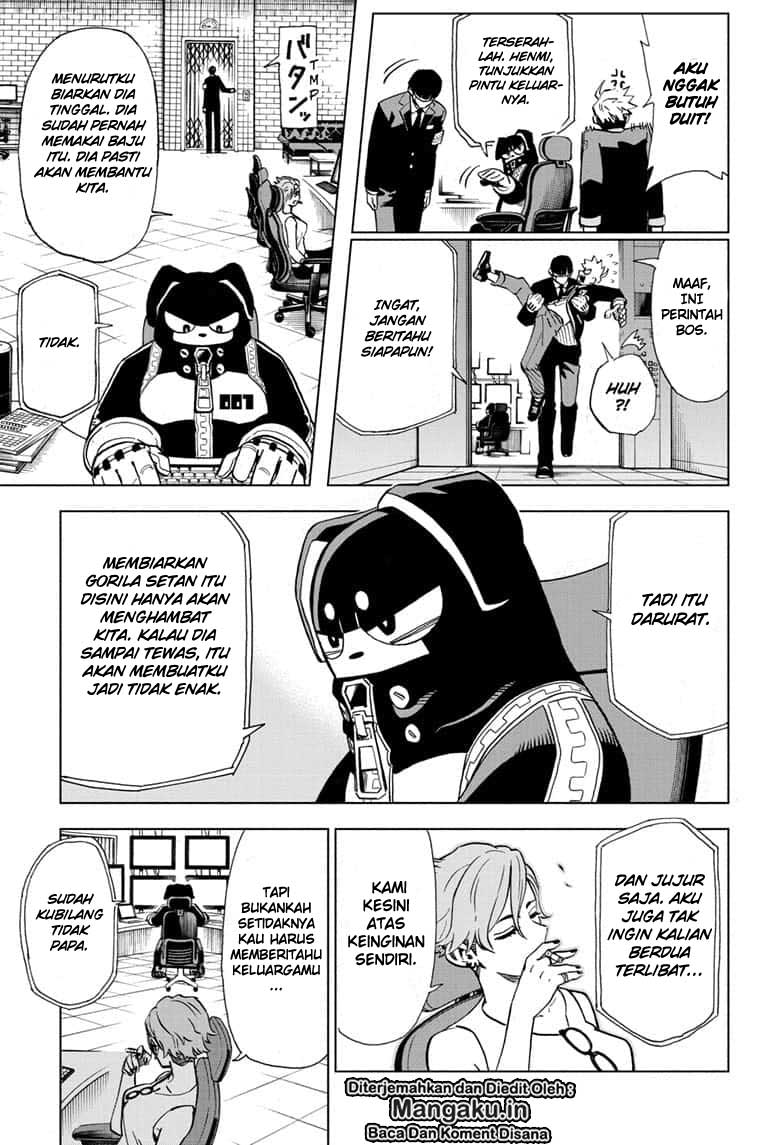 AKU
NGGAK
BUTUH
DUIT!
TERSERAH-
LAH. HENMI,
TUNJUKKAN
PINTU KELUAR-
NYA.
MAAF,
INI
PERINTAH
BOS.
HUH
?!
INGAT,
JANGAN
BERITAHU
SIAPAPUN!
バタンッ
TMP
MENURUTKU
BIARKAN DIA
TINGGAL. DIA
SUDAH PERNAH
MEMAKAI BAJU
ITU. DIA PASTI
AKAN MEMBANTU
KITA.
TIDAK.
001
TADI ITU
DARURAT.
MEMBIARKAN
GORILA SETAN ITU
DISINI HANYA AKAN
MENGHAMBAT
KITA. KALAU DIA
SAMPAI TEWAS, ITU
AKAN MEMBUATKU
JADI TIDAK ENAK.
DAN JUJUR
SAJA. AKU
JUGA TAK
INGIN KALIAN
BERDUA
TERLIBAT...
KAMI
KESINI
ATAS
KEINGINAN
SENDIRI.
TAPI
BUKANKAH
SETIDAKNYA
KAU HARUS
MEMBERITAHU
KELUARGAMU
...
SUDAH
KUBILANG
TIDAK
PAPA.
Diterjemahkan dan Diedit Oleh:
Mangaku.in
Baca Dan Koment Disana